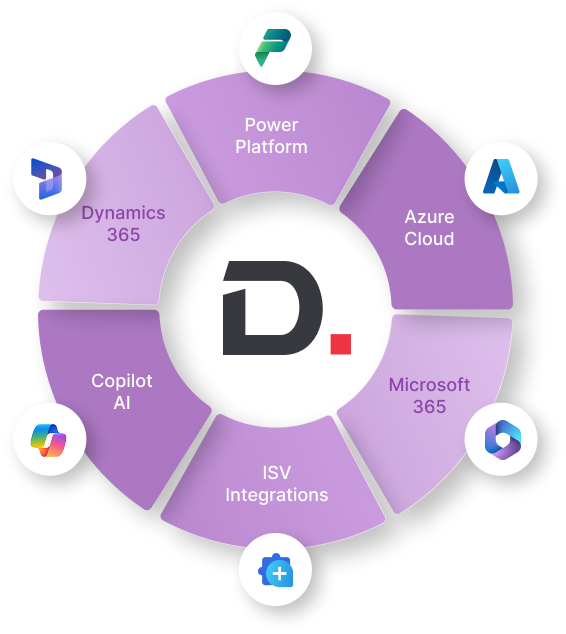 Power
Platform
Azure
Cloud
Microsoft
365
ISV
Integrations
Copilot
AI
Dynamics
365
D.